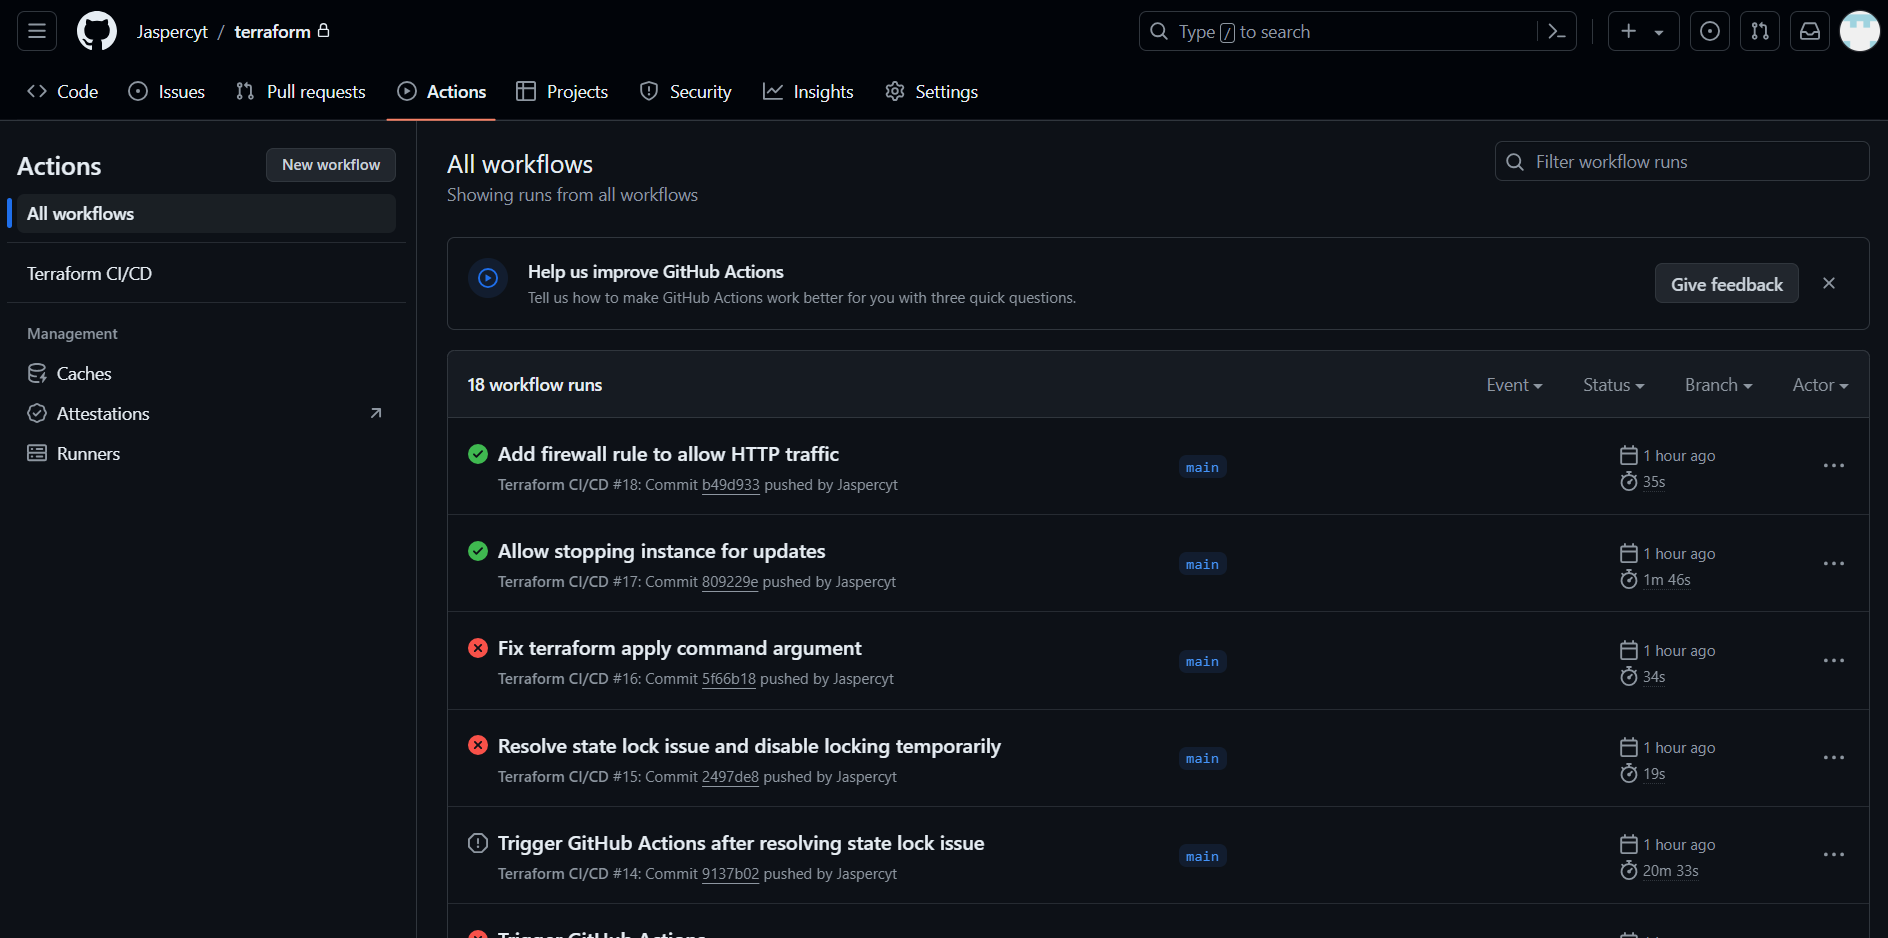 Jaspercyt / terraform
Type / to search
Code
Issues
Pull requests
Actions
Projects
Security
Insights
Settings
Actions
New workflow
All workflows
Terraform CI/CD
Management
Caches
Attestations
Runners
All workflows
Showing runs from all workflows
Filter workflow runs
Help us improve GitHub Actions
Tell us how to make GitHub Actions work better for you with three quick questions.
Give feedback
18 workflow runs
Event
Status
Branch
Actor
Add firewall rule to allow HTTP traffic
Terraform CI/CD #18: Commit b49d933 pushed by Jaspercyt
main
1 hour ago
35s
Allow stopping instance for updates
Terraform CI/CD #17: Commit 809229e pushed by Jaspercyt
main
1 hour ago
1m 46s
Fix terraform apply command argument
Terraform CI/CD #16: Commit 5f66b18 pushed by Jaspercyt
main
1 hour ago
34s
Resolve state lock issue and disable locking temporarily
Terraform CI/CD #15: Commit 2497de8 pushed by Jaspercyt
main
1 hour ago
19s
Trigger GitHub Actions after resolving state lock issue
Terraform CI/CD #14: Commit 9137b02 pushed by Jaspercyt
main
1 hour ago
20m 33s
Trigger GitHub Actions